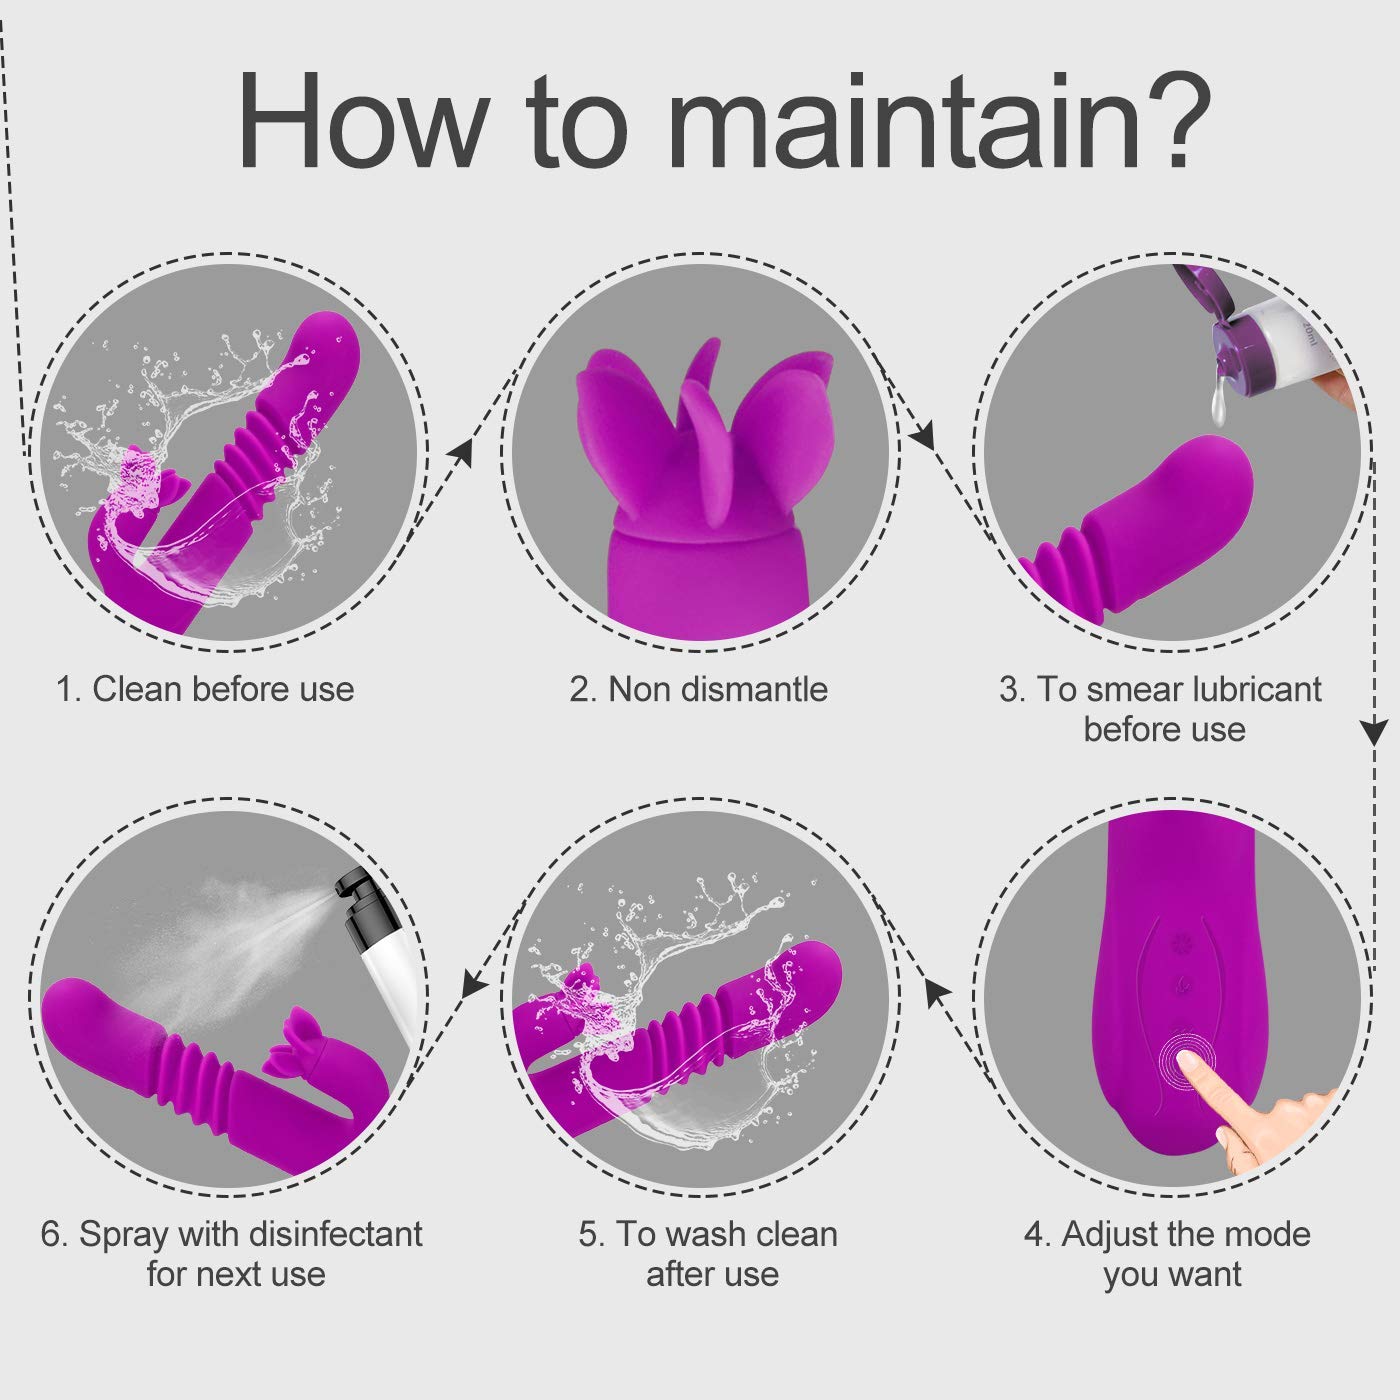 How to maintain?
20ml
1. Clean before use
2. Non dismantle
3. To smear lubricant
before use
4. Adjust the mode
you want
5. To wash clean
after use
6. Spray with disinfectant
for next use